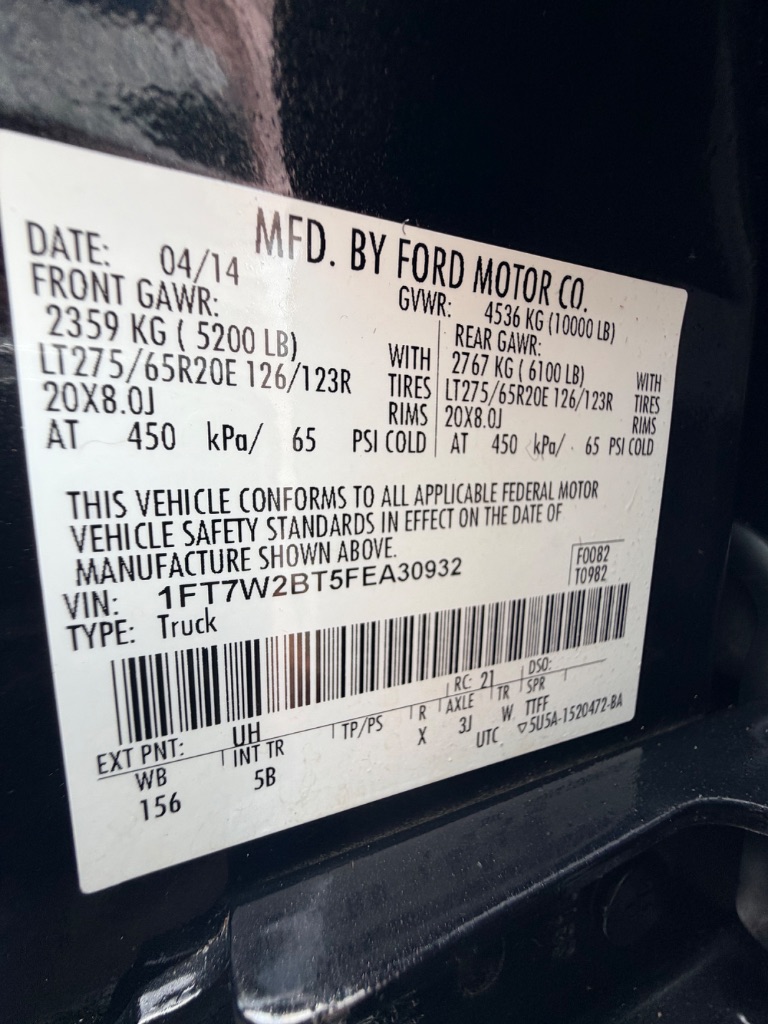 MFD. BY FORD MOTOR CO.
DATE: 04/14 GVWR: 4536 KG (10000 LB)
FRONT GAWR: REAR GAWR:
2359 KG ( 5200 LB) WITH 2767 KG ( 6100 LB) WITH
LT275/65R20E 126/123R TIRES LT275/65R20E 126/123R TIRES
20X8.0J RIMS 20X8.0J RIMS
AT 450 kPa/ 65 PSI COLD AT 450 kPa/ 65 PSI COLD
THIS VEHICLE CONFORMS TO ALL APPLICABLE FEDERAL MOTOR
VEHICLE SAFETY STANDARDS IN EFFECT ON THE DATE OF
MANUFACTURE SHOWN ABOVE.
VIN: 1FT7W2BT5FEA30932 F0082
TYPE: Truck T0982
EXT PNT: UH RC: 21 DSO:
WB INT TR TP/PS R AXLE TR SPR
156 5B X 3J W TTFF
UTC ▽5U5A-1520472-BA